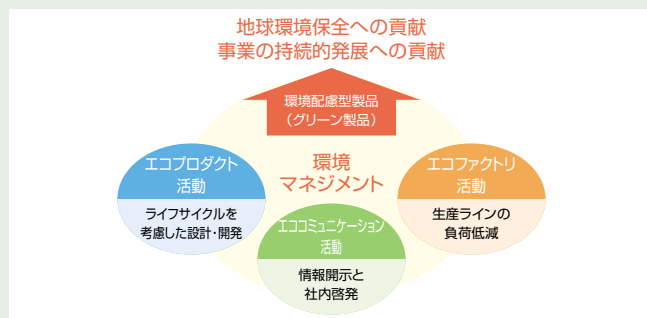 地球環境保全への貢献
事業の持続的発展への貢献
環境配慮型製品
（グリーン製品）
環境
マネジメント
エコプロダクト
活動
ライフサイクルを
考慮した設計・開発
エココミュニケーション
活動
情報開示と
社内啓発
エコファクトリ
活動
生産ラインの
負荷低減